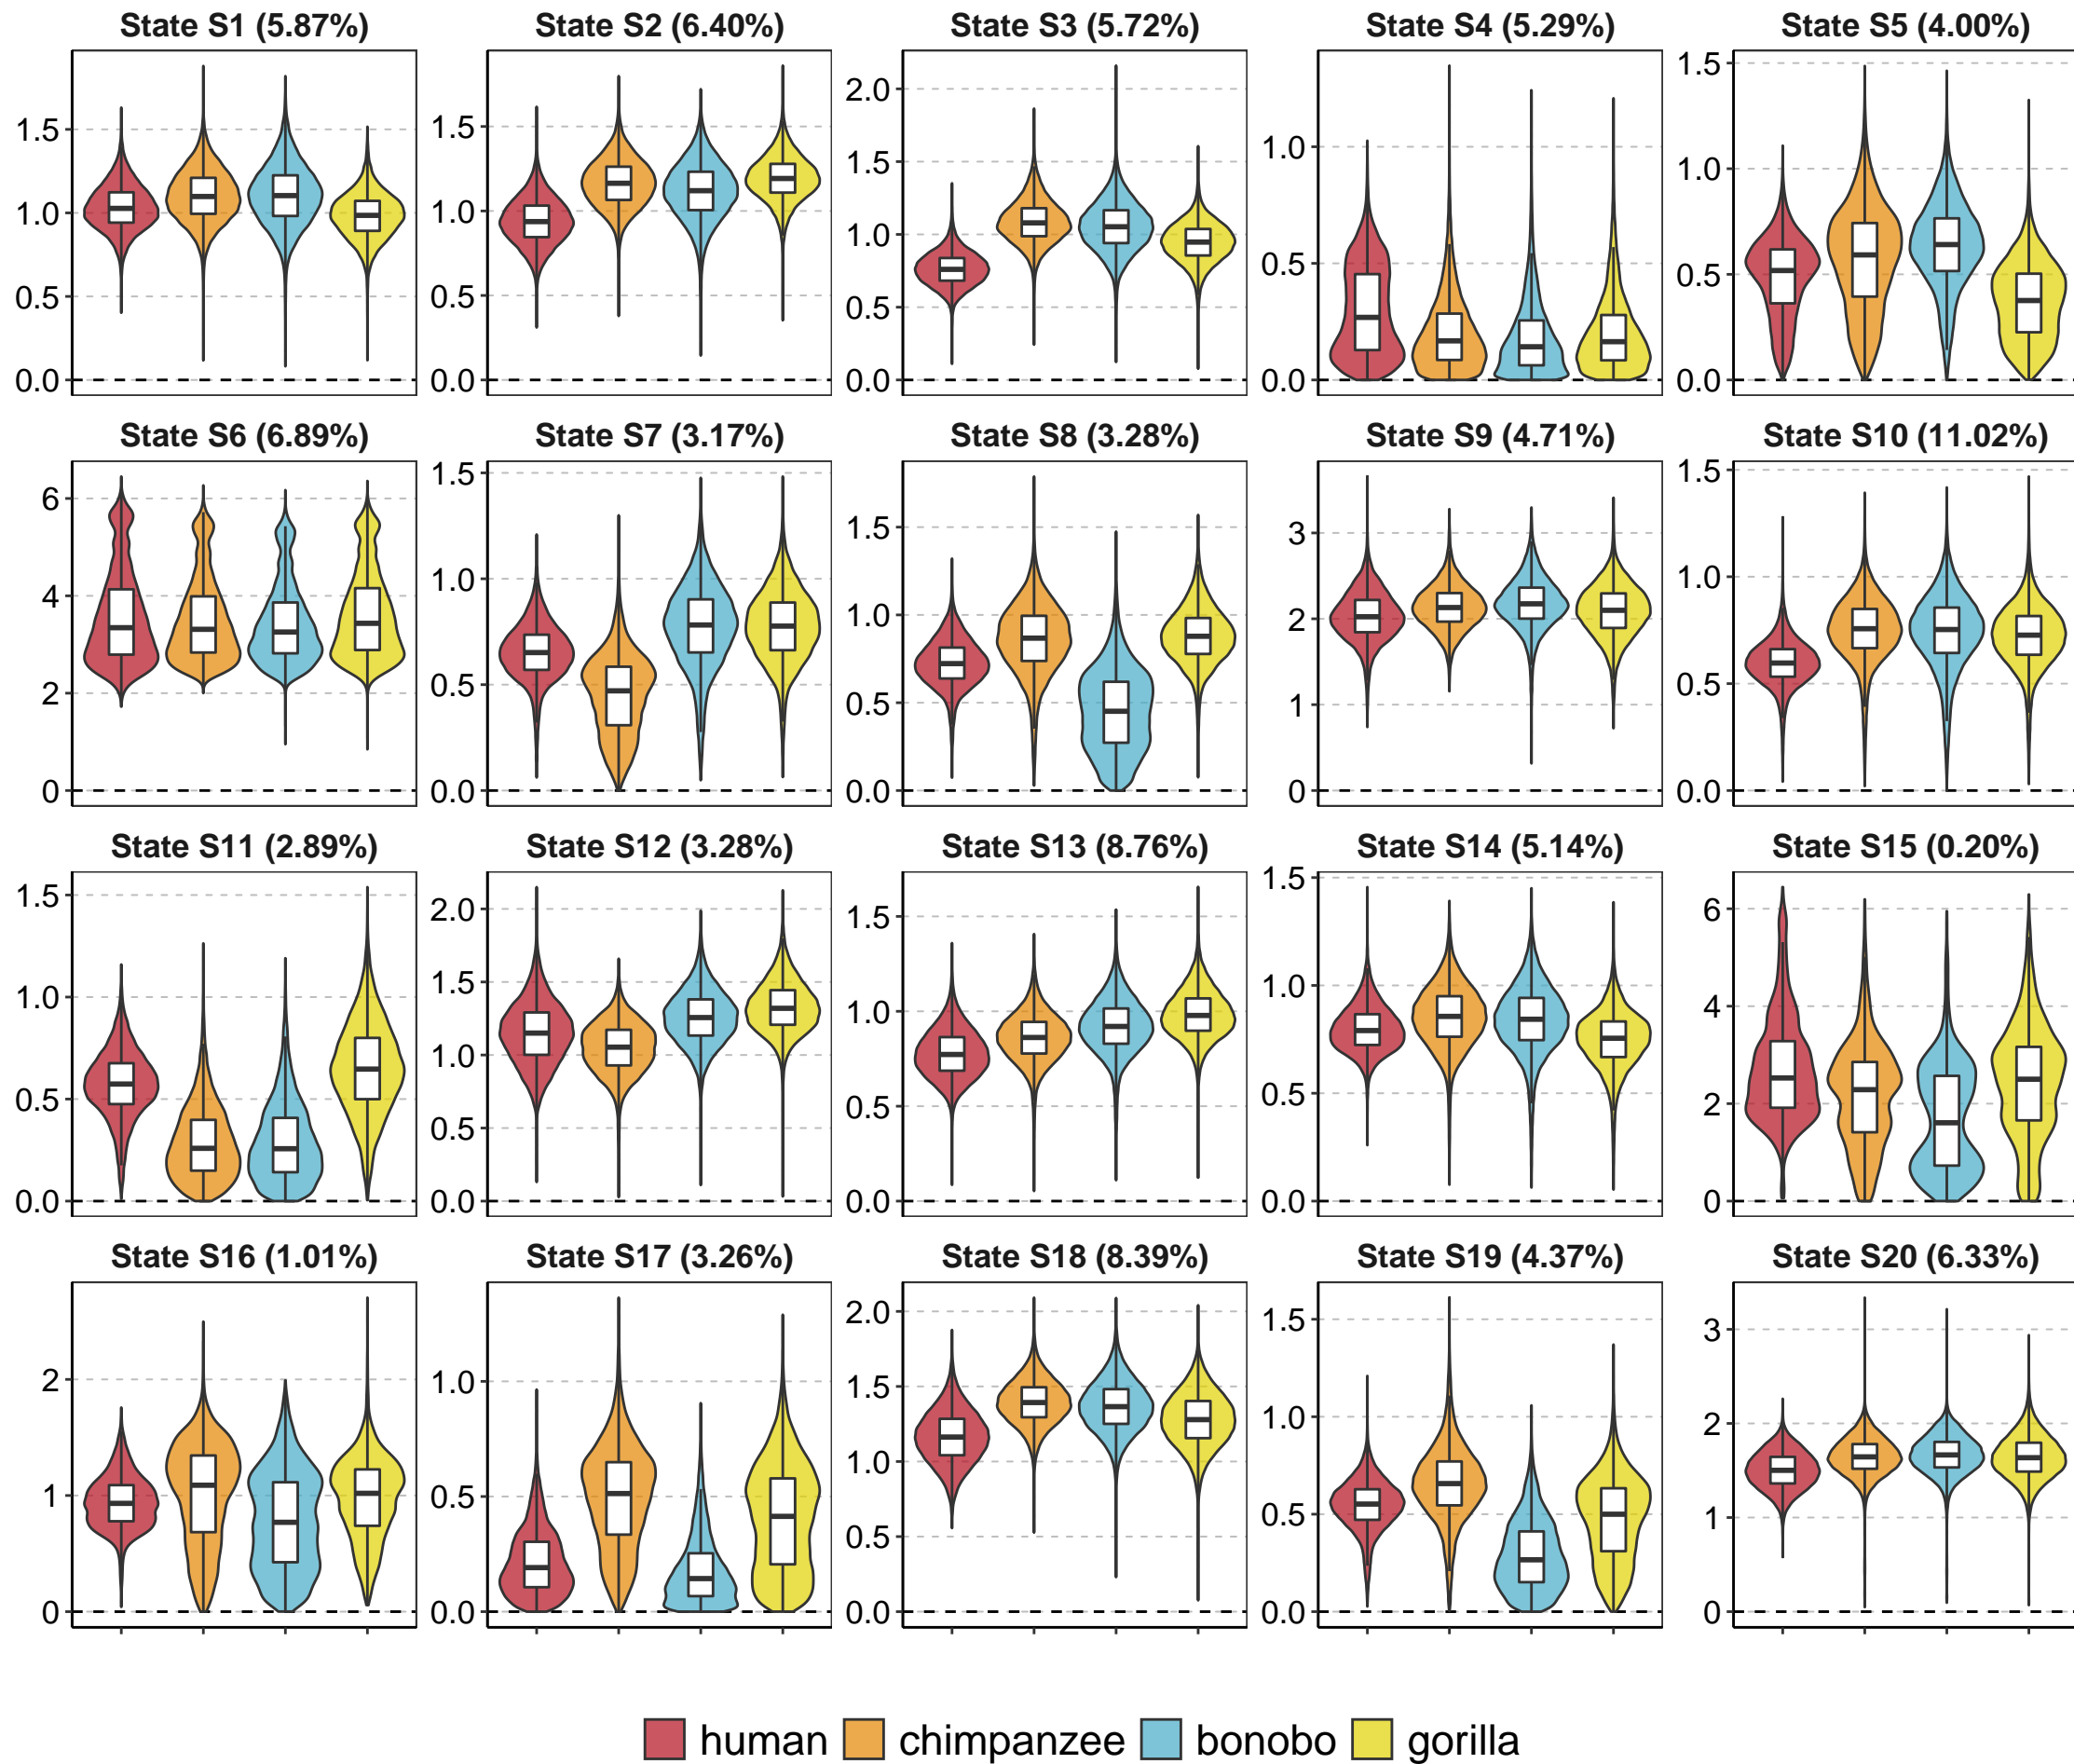 State S1 (5.87%) State S2 (6.40%) State S3 (5.72%) State S4 (5.29%) State S5 (4.00%)
1.5 1.0 0.5 0.0
1.5 1.0 0.5 0.0
2.0 1.5 1.0 0.5 0.0
1.0 0.5 0.0
1.5 1.0 0.5 0.0
State S6 (6.89%) State S7 (3.17%) State S8 (3.28%) State S9 (4.71%) State S10 (11.02%)
6 4 2 0
1.5 1.0 0.5 0.0
1.5 1.0 0.5 0.0
3 2 1 0
1.5 1.0 0.5 0.0
State S11 (2.89%) State S12 (3.28%) State S13 (8.76%) State S14 (5.14%) State S15 (0.20%)
1.5 1.0 0.5 0.0
2.0 1.5 1.0 0.5 0.0
1.5 1.0 0.5 0.0
1.5 1.0 0.5 0.0
6 4 2 0
State S16 (1.01%) State S17 (3.26%) State S18 (8.39%) State S19 (4.37%) State S20 (6.33%)
2 1 0
1.0 0.5 0.0
2.0 1.5 1.0 0.5 0.0
1.5 1.0 0.5 0.0
3 2 1 0
human chimpanzee bonobo gorilla